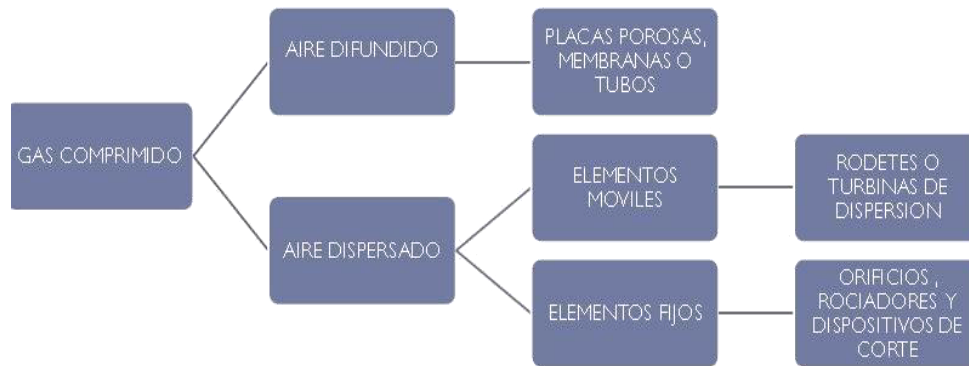 GAS COMPRIMIDO
AIRE DIFUNDIDO
PLACAS POROSAS,
MEMBRANAS O
TUBOS
AIRE DISPERSADO
ELEMENTOS
MOVILES
RODETES O
TURBINAS DE
DISPERSION
ELEMENTOS FIJOS
ORIFICIOS ,
ROCIADORES Y
DISPOSITIVOS DE
CORTE